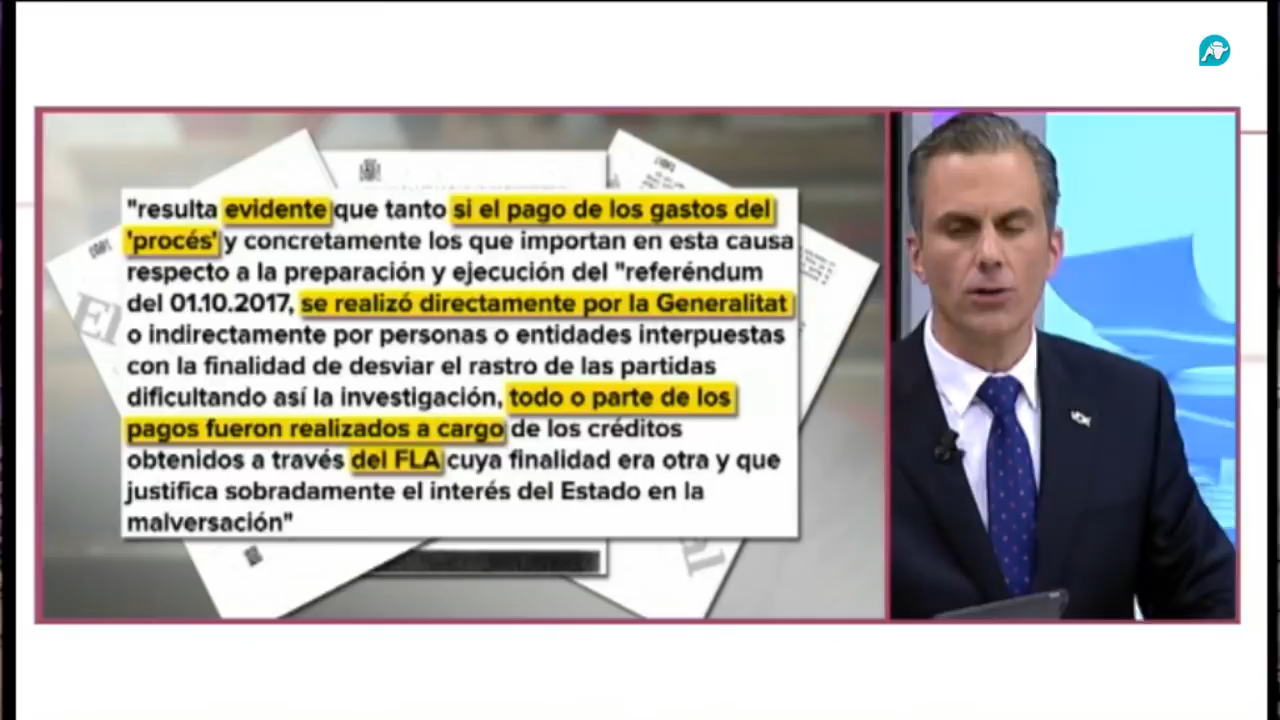 "resulta evidente que tanto si el pago de los gastos del
'procés' y concretamente los que importan en esta causa
respecto a la preparación y ejecución del "referéndum
del 01.10.2017, se realizó directamente por la Generalitat
o indirectamente por personas o entidades interpuestas
con la finalidad de desviar el rastro de las partidas
dificultando así la investigación, todo o parte de los
pagos fueron realizados a cargo de los créditos
obtenidos a través del FLA cuya finalidad era otra y que
justifica sobradamente el interés del Estado en la
malversación"
El
VOX